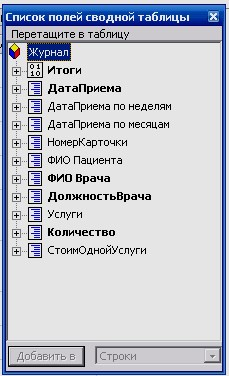 Список полей сводной таблицы
Перетащите в таблицу
Журнал
Итоги
ДатаПриема
ДатаПриема по неделям
ДатаПриема по месяцам
НомерКарточки
ФИО Пациента
ФИО Врача
ДолжностьВрача
Услуги
Количество
СтоимОднойУслуги
Добавить в
Строки